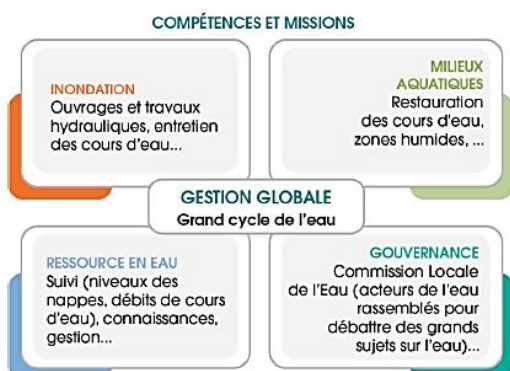 COMPÉTENCES ET MISSIONS
INONDATION
Ouvrages et travaux
hydrauliques, entretien
des cours d'eau...
MILIEUX
AQUATIQUES
Restauration
des cours d'eau,
zones humides, ...
GESTION GLOBALE
Grand cycle de l'eau
RESSOURCE EN EAU
Suivi (niveaux des
nappes, débits de cours
d'eau), connaissances,
gestion...
GOUVERNANCE
Commission Locale
de l'Eau (acteurs de l'eau
rassemblés pour
débattre des grands
sujets sur l'eau)...